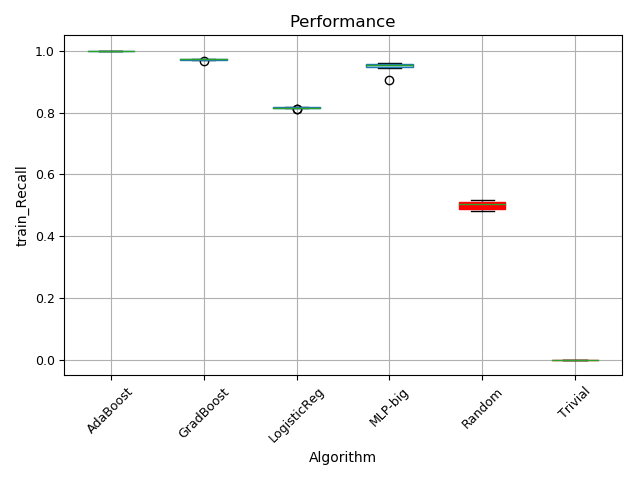 Performance
train_Recall
1.0
0.8
0.6
0.4
0.2
0.0
AdaBoost
GradBoost
LogisticReg
MLP-big
Random
Trivial
Algorithm